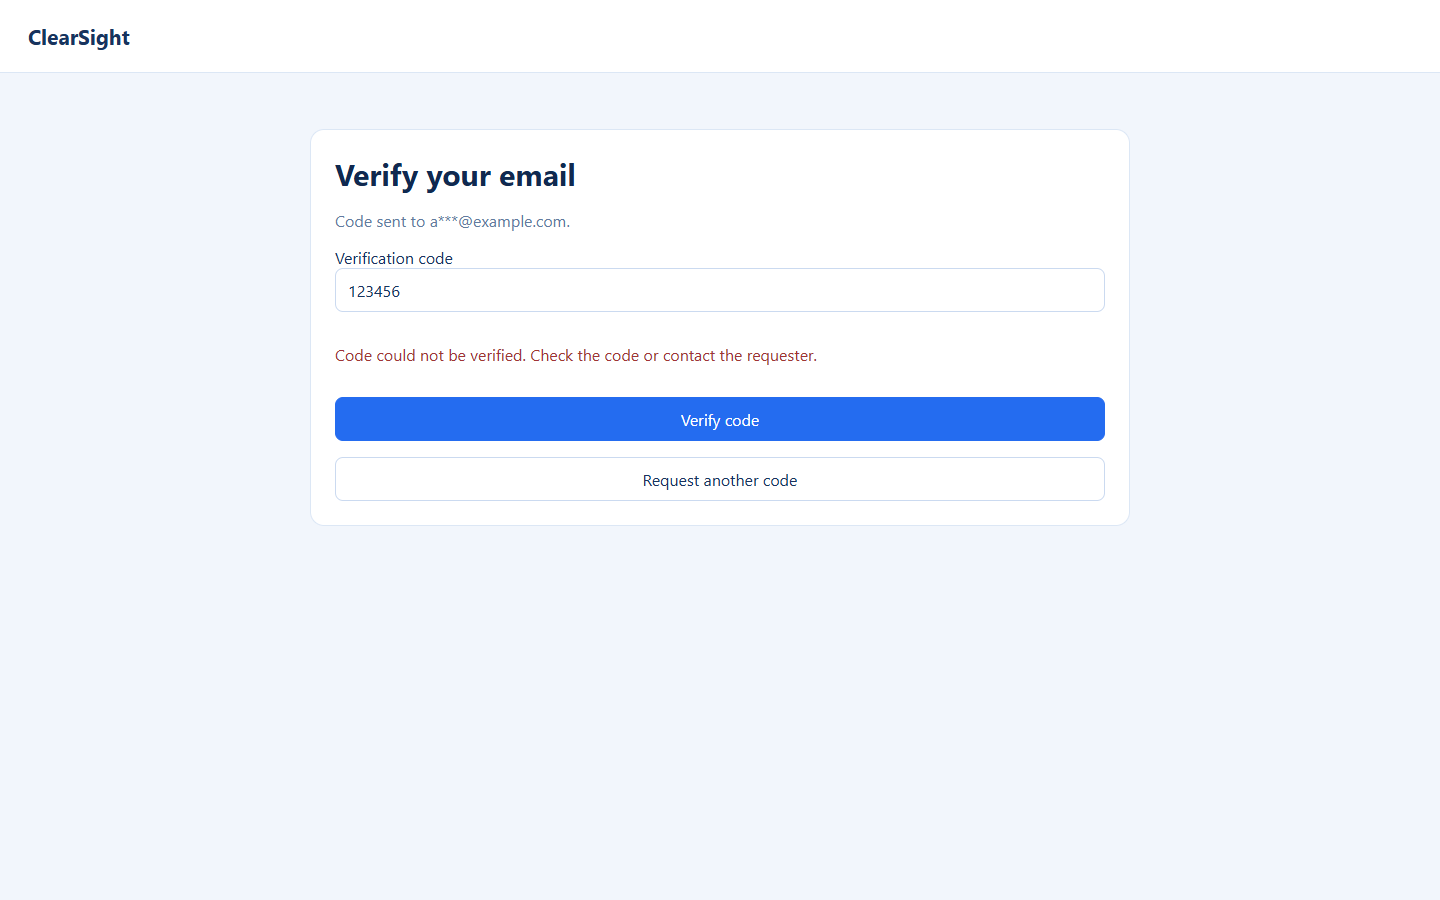 ClearSight
Verify your email
Code sent to a***@example.com.
Verification code
123456
Code could not be verified. Check the code or contact the requester.
Verify code
Request another code